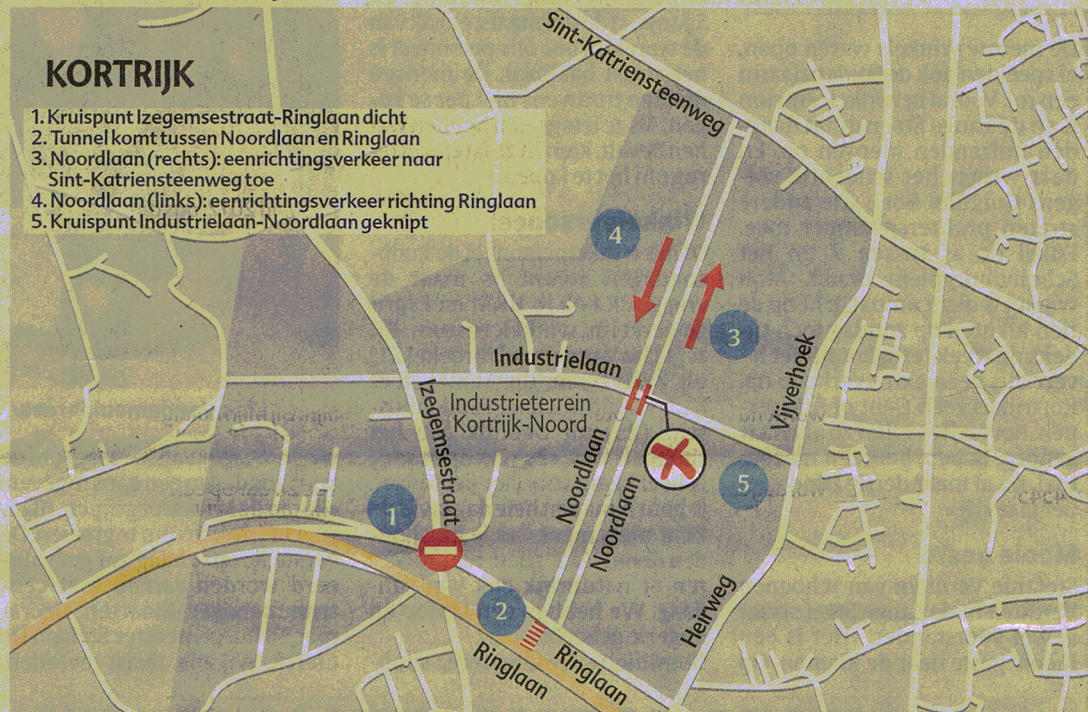 KORTRIJK
1. Kruispunt Izegemsestraat-Ringlaan dicht
2. Tunnel komt tussen Noordlaan en Ringlaan
3. Noordlaan (rechts): eenrichtingsverkeer naar
Sint-Katriensteenweg toe
4. Noordlaan (links): eenrichtingsverkeer richting Ringlaan
5. Kruispunt Industrielaan-Noordlaan geknipt
Sint-Katriensteenweg
4
3
Industrielaan
Vijverhoek
Izegemsestraat
Industrieterrein
Kortrijk-Noord
Noordlaan
Noordlaan
5
1
2
Heirweg
Ringlaan
Ringlaan